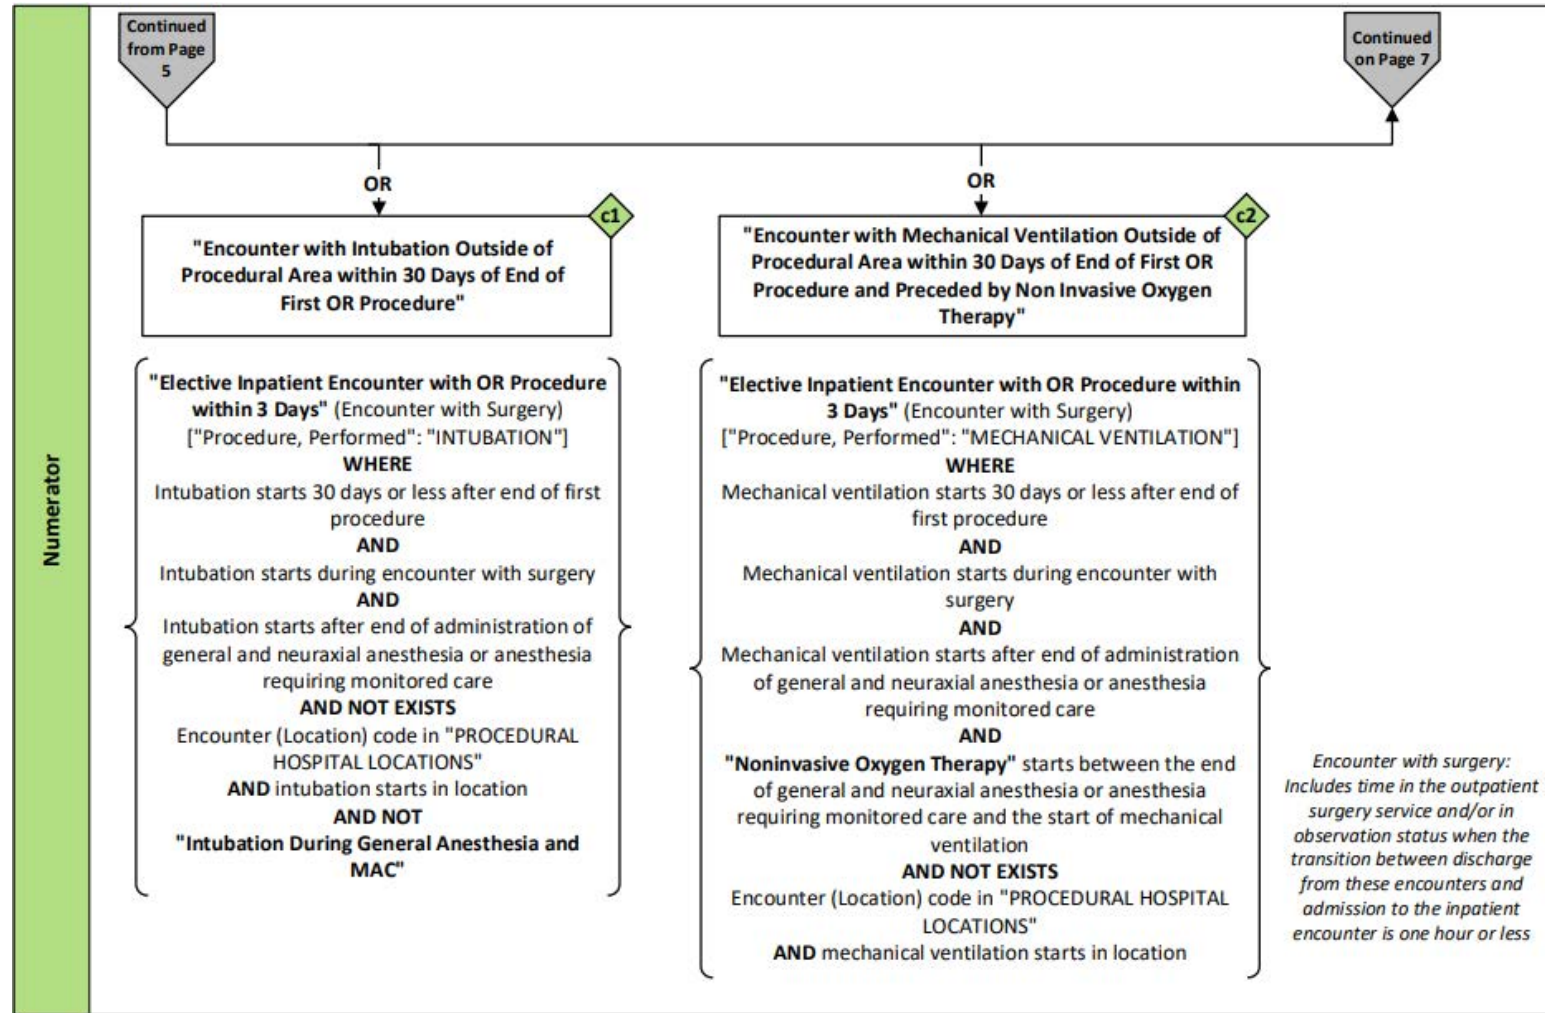 Continued
from Page
5
Continued
on Page 7
Numerator
OR
OR
c1
"Encounter with Intubation Outside of
Procedural Area within 30 Days of End of
First OR Procedure"
c2
"Encounter with Mechanical Ventilation Outside of
Procedural Area within 30 Days of End of First OR
Procedure and Preceded by Non Invasive Oxygen
Therapy"
"Elective Inpatient Encounter with OR Procedure
within 3 Days" (Encounter with Surgery)
["Procedure, Performed": "INTUBATION"]
WHERE
Intubation starts 30 days or less after end of first
procedure
AND
Intubation starts during encounter with surgery
AND
Intubation starts after end of administration of
general and neuraxial anesthesia or anesthesia
requiring monitored care
AND NOT EXISTS
Encounter (Location) code in "PROCEDURAL
HOSPITAL LOCATIONS"
AND intubation starts in location
AND NOT
"Intubation During General Anesthesia and
MAC"
"Elective Inpatient Encounter with OR Procedure within
3 Days" (Encounter with Surgery)
["Procedure, Performed": "MECHANICAL VENTILATION"]
WHERE
Mechanical ventilation starts 30 days or less after end of
first procedure
AND
Mechanical ventilation starts during encounter with
surgery
AND
Mechanical ventilation starts after end of administration
of general and neuraxial anesthesia or anesthesia
requiring monitored care
AND
"Noninvasive Oxygen Therapy" starts between the end
of general and neuraxial anesthesia or anesthesia
requiring monitored care and the start of mechanical
ventilation
AND NOT EXISTS
Encounter (Location) code in "PROCEDURAL HOSPITAL
LOCATIONS"
AND mechanical ventilation starts in location
Encounter with surgery:
Includes time in the outpatient
surgery service and/or in
observation status when the
transition between discharge
from these encounters and
admission to the inpatient
encounter is one hour or less